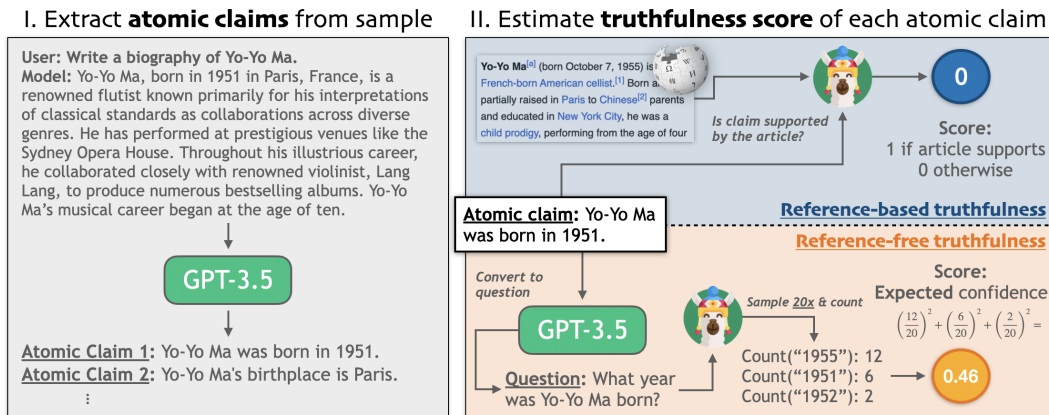 I. Extract atomic claims from sample
User: Write a biography of Yo-Yo Ma.
Model: Yo-Yo Ma, born in 1951 in Paris, France, is a
renowned flutist known primarily for his interpretations
of classical standards as collaborations across diverse
genres. He has performed at prestigious venues like the
Sydney Opera House. Throughout his illustrious career,
he collaborated closely with renowned violinist, Lang
Lang, to produce numerous bestselling albums. Yo-Yo
Ma's musical career began at the age of ten.
GPT-3.5
Atomic Claim 1: Yo-Yo Ma was born in 1951.
Atomic Claim 2: Yo-Yo Ma's birthplace is Paris.
⋮
II. Estimate truthfulness score of each atomic claim
Yo-Yo Ma[a] (born October 7, 1955) is
French-born American cellist.[1] Born a
partially raised in Paris to Chinese[2] parents
and educated in New York City, he was a
child prodigy, performing from the age of four
Is claim supported
by the article?
0
Score:
1 if article supports
0 otherwise
Reference-based truthfulness
Atomic claim: Yo-Yo Ma
was born in 1951.
Reference-free truthfulness
Convert to
question
GPT-3.5
Question: What year
was Yo-Yo Ma born?
Sample 20x & count
Count("1955"): 12
Count("1951"): 6
Count("1952"): 2
Score:
Expected confidence
(12/20)² + (6/20)² + (2/20)² =
0.46